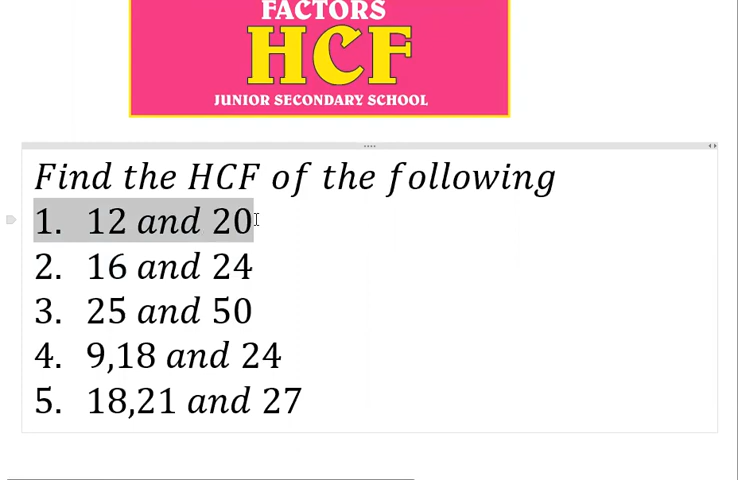 FACTORS
HCF
JUNIOR SECONDARY SCHOOL
Find the HCF of the following
1. 12 and 20
2. 16 and 24
3. 25 and 50
4. 9,18 and 24
5. 18,21 and 27